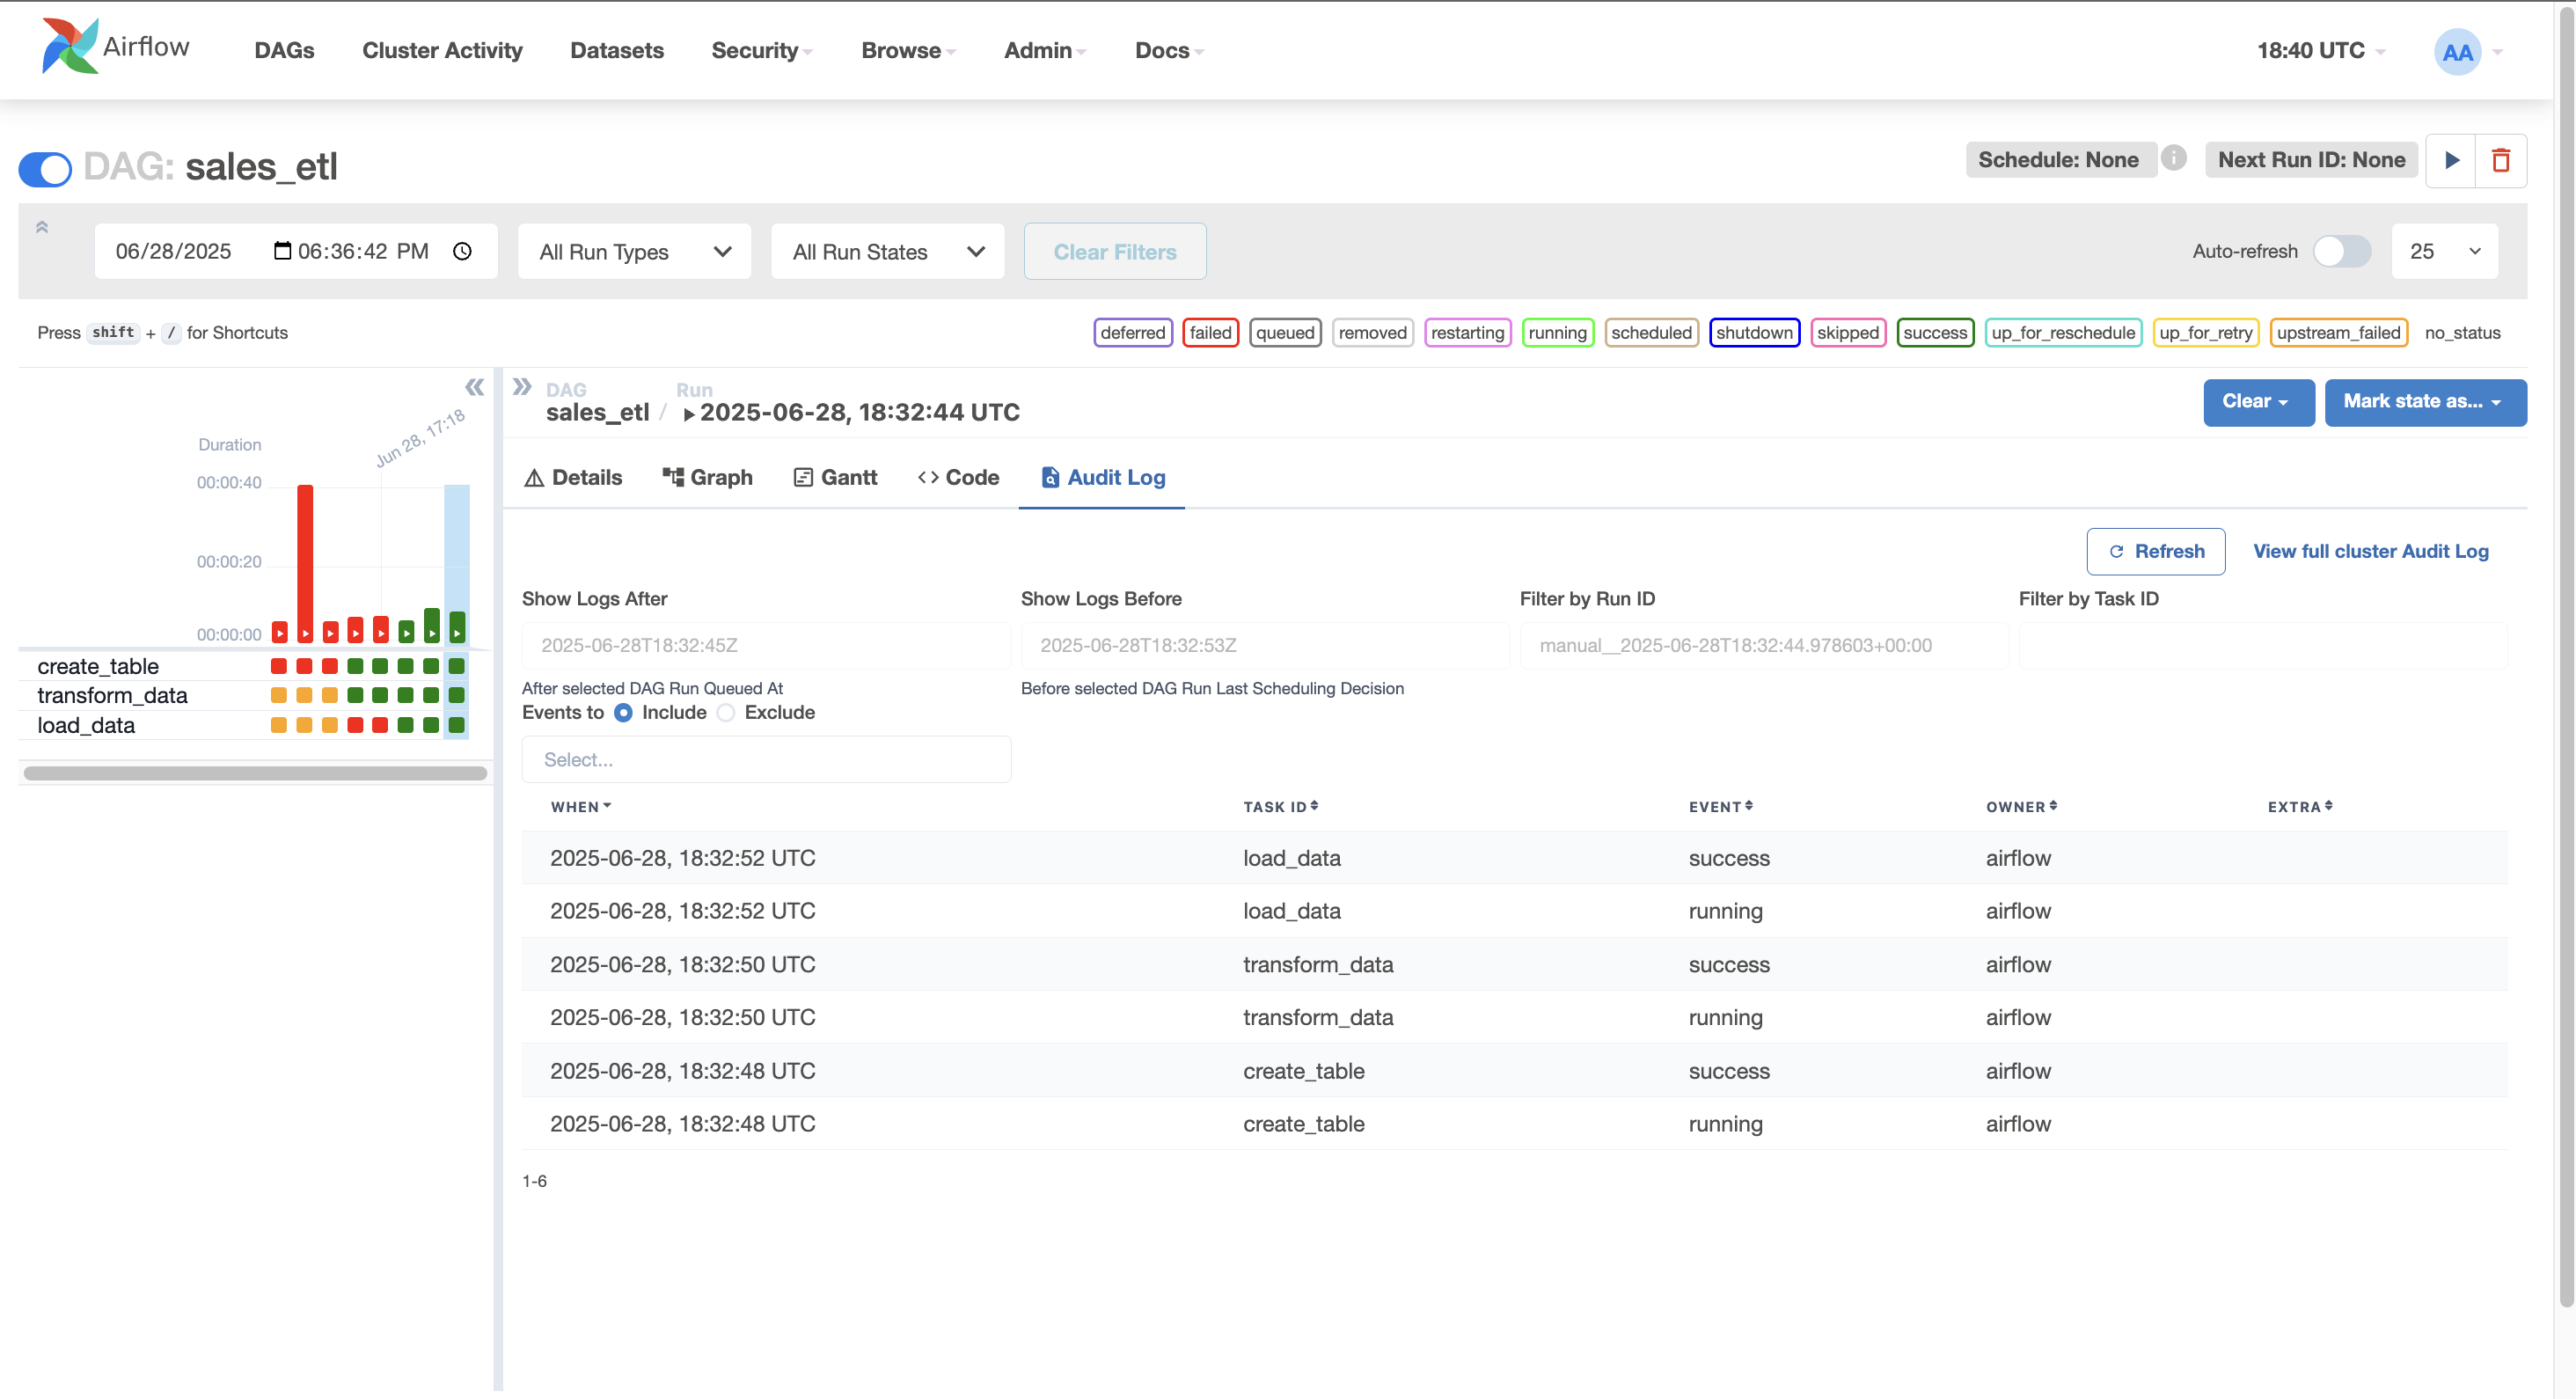 Airflow DAGs Cluster Activity Datasets Security Browse Admin Docs 18:40 UTC AA
DAG: sales_etl Schedule: None i Next Run ID: None
06/28/2025 06:36:42 PM All Run Types All Run States Clear Filters Auto-refresh 25
Press shift + / for Shortcuts deferred failed queued removed restarting running scheduled shutdown skipped success up_for_reschedule up_for_retry upstream_failed no_status
Jun 28, 17:18
Duration
00:00:40
00:00:20
00:00:00
create_table
transform_data
load_data
DAG Run
sales_etl / 2025-06-28, 18:32:44 UTC Clear Mark state as...
Details Graph Gantt Code Audit Log
Refresh View full cluster Audit Log
Show Logs After Show Logs Before Filter by Run ID Filter by Task ID
2025-06-28T18:32:45Z 2025-06-28T18:32:53Z manual__2025-06-28T18:32:44.978603+00:00
After selected DAG Run Queued At Before selected DAG Run Last Scheduling Decision
Events to Include Exclude
Select...
WHEN TASK ID EVENT OWNER EXTRA
2025-06-28, 18:32:52 UTC load_data success airflow
2025-06-28, 18:32:52 UTC load_data running airflow
2025-06-28, 18:32:50 UTC transform_data success airflow
2025-06-28, 18:32:50 UTC transform_data running airflow
2025-06-28, 18:32:48 UTC create_table success airflow
2025-06-28, 18:32:48 UTC create_table running airflow
1-6